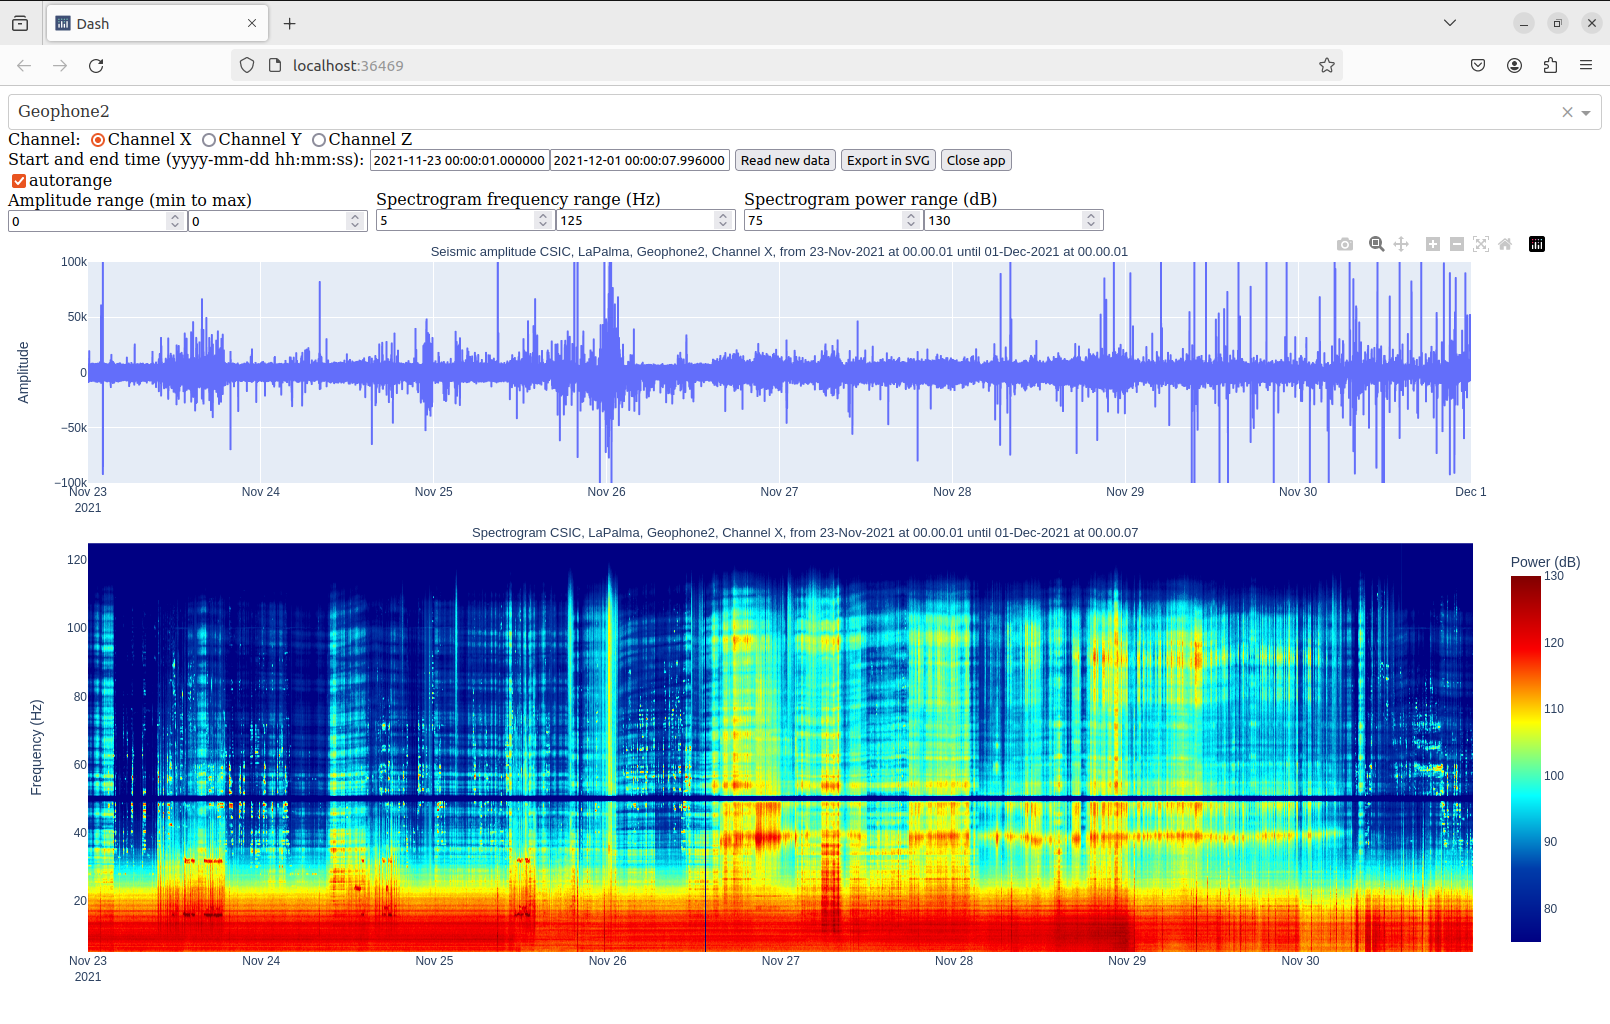 Dash
localhost:36469
Geophone2
Channel: Channel X Channel Y Channel Z
Start and end time (yyyy-mm-dd hh:mm:ss): 2021-11-23 00:00:01.000000 2021-12-01 00:00:07.996000 Read new data Export in SVG Close app
autorange
Amplitude range (min to max) Spectrogram frequency range (Hz) Spectrogram power range (dB)
0 0 5 125 75 130
Seismic amplitude CSIC, LaPalma, Geophone2, Channel X, from 23-Nov-2021 at 00.00.01 until 01-Dec-2021 at 00.00.01
Amplitude
100k
50k
0
−50k
−100k
Nov 23 Nov 24 Nov 25 Nov 26 Nov 27 Nov 28 Nov 29 Nov 30 Dec 1
2021
Spectrogram CSIC, LaPalma, Geophone2, Channel X, from 23-Nov-2021 at 00.00.01 until 01-Dec-2021 at 00.00.07
Frequency (Hz)
120
100
80
60
40
20
Nov 23 Nov 24 Nov 25 Nov 26 Nov 27 Nov 28 Nov 29 Nov 30
2021
Power (dB)
130
120
110
100
90
80